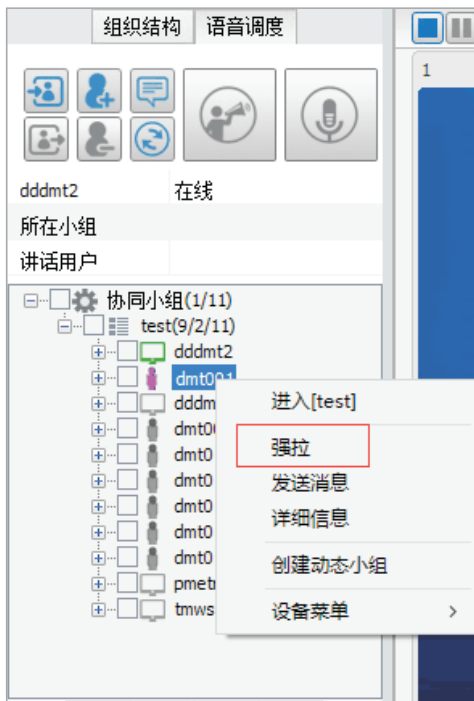 组织结构 语音调度
1
dddmt2 在线
所在小组
讲话用户
协同小组(1/11)
test(9/2/11)
dddmt2
dmt001
进入[test]
强拉
发送消息
详细信息
创建动态小组
设备菜单